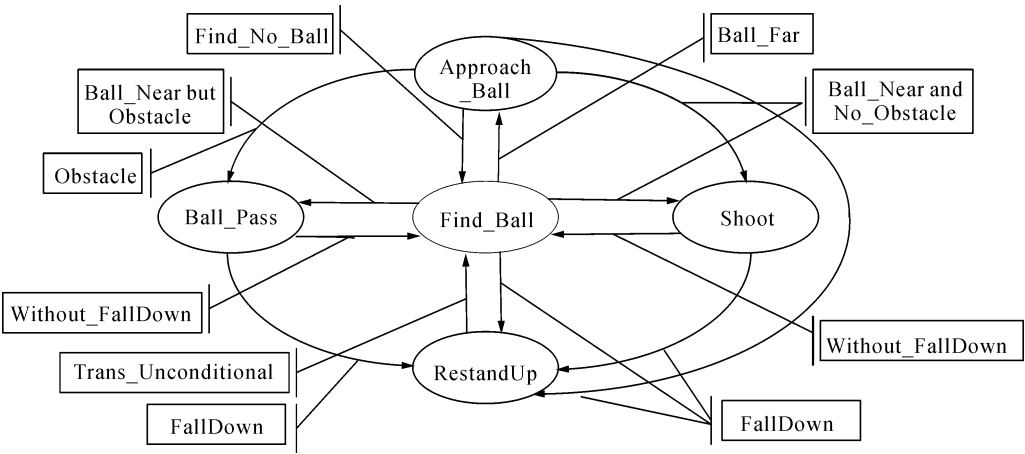 Find_No_Ball
Ball_Far
Approach
_Ball
Ball_Near but
Obstacle
Ball_Near and
No_Obstacle
Obstacle
Ball_Pass
Find_Ball
Shoot
Without_FallDown
Without_FallDown
Trans_Unconditional
RestandUp
FallDown
FallDown